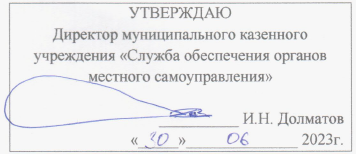 УТВЕРЖДАЮ
Директор муниципального казенного
учреждения «Служба обеспечения органов
местного самоуправления»
И.Н. Долматов
«30» 06 2023г.